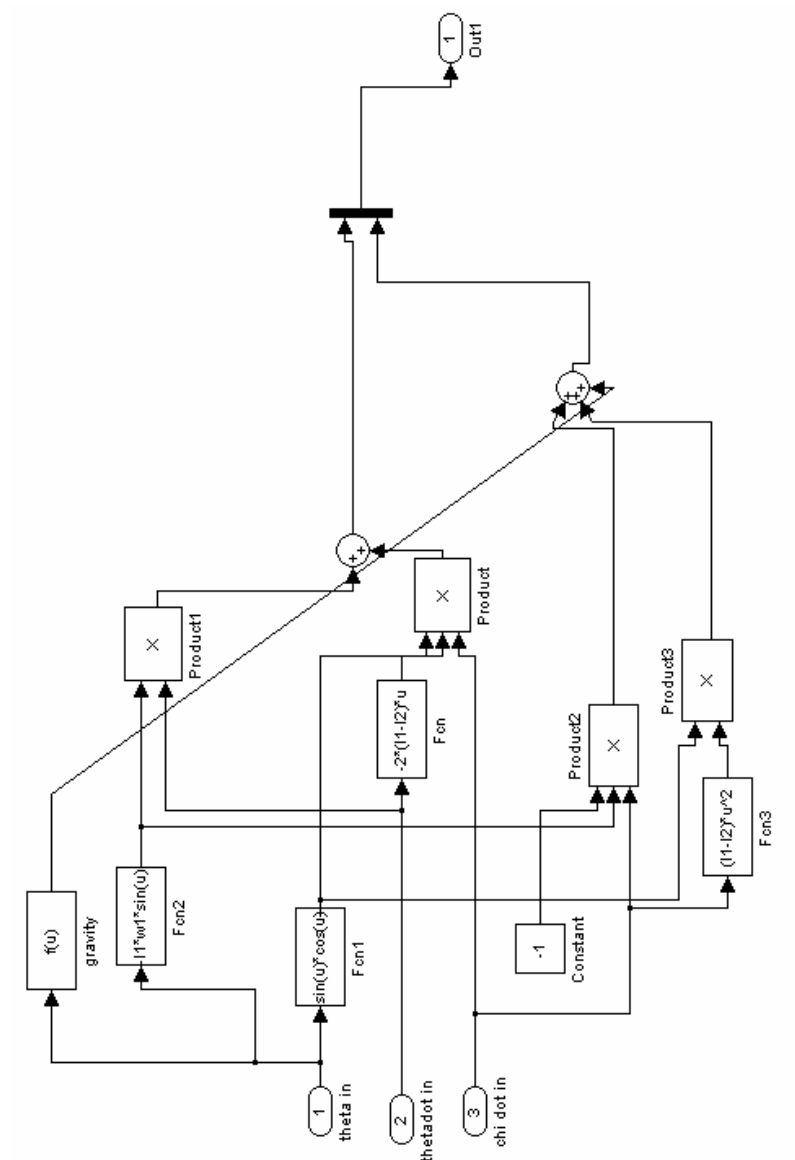 1
Out1
×
Product1
×
Product
×
Product2
×
Product3
+
+
+
+
+
f(u)
gravity
I1*w1*sin(u)
Fcn2
sin(u)*cos(u)
Fcn1
-2*(I1-I2)*u
Fcn
-1
Constant
(I1-I2)*u^2
Fcn3
1
theta in
2
thetadot in
3
chi dot in